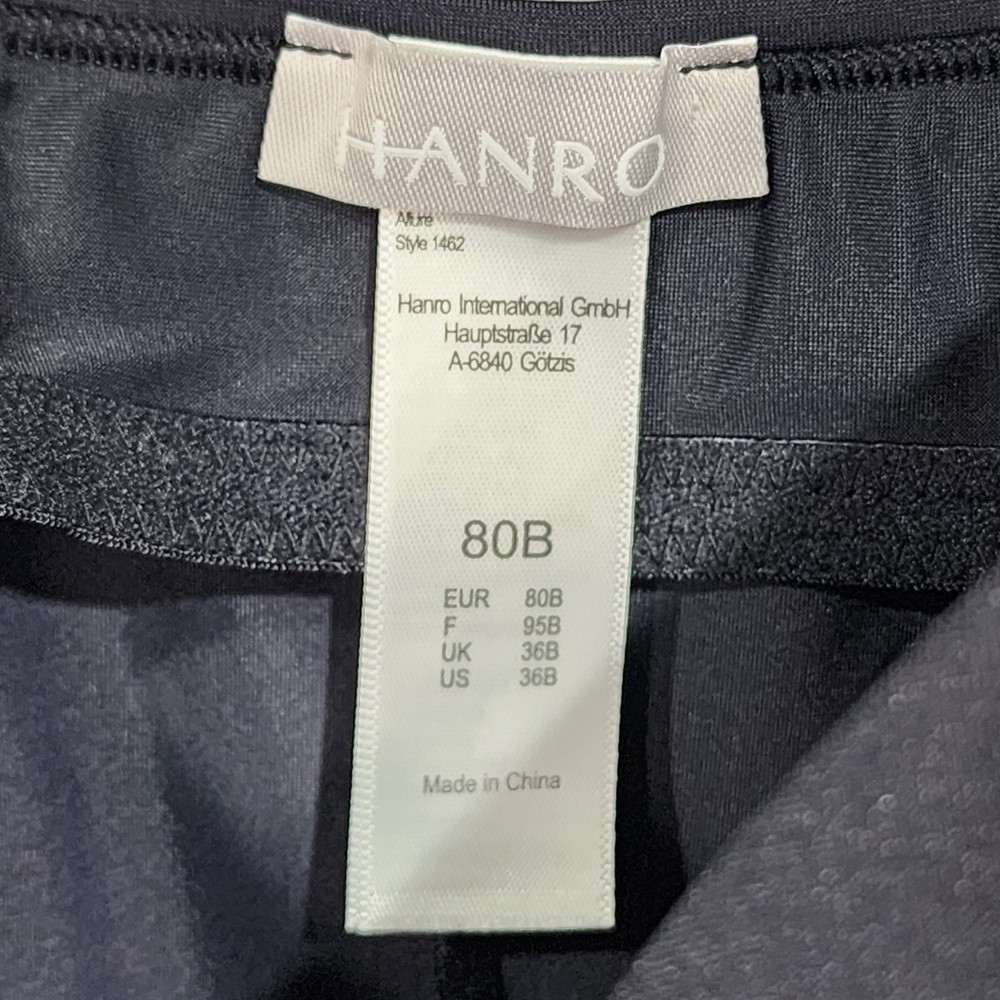 HANRO
Allure
Style 1462
Hanro International GmbH
Hauptstraße 17
A-6840 Götzis
80B
EUR 80B
F 95B
UK 36B
US 36B
Made in China